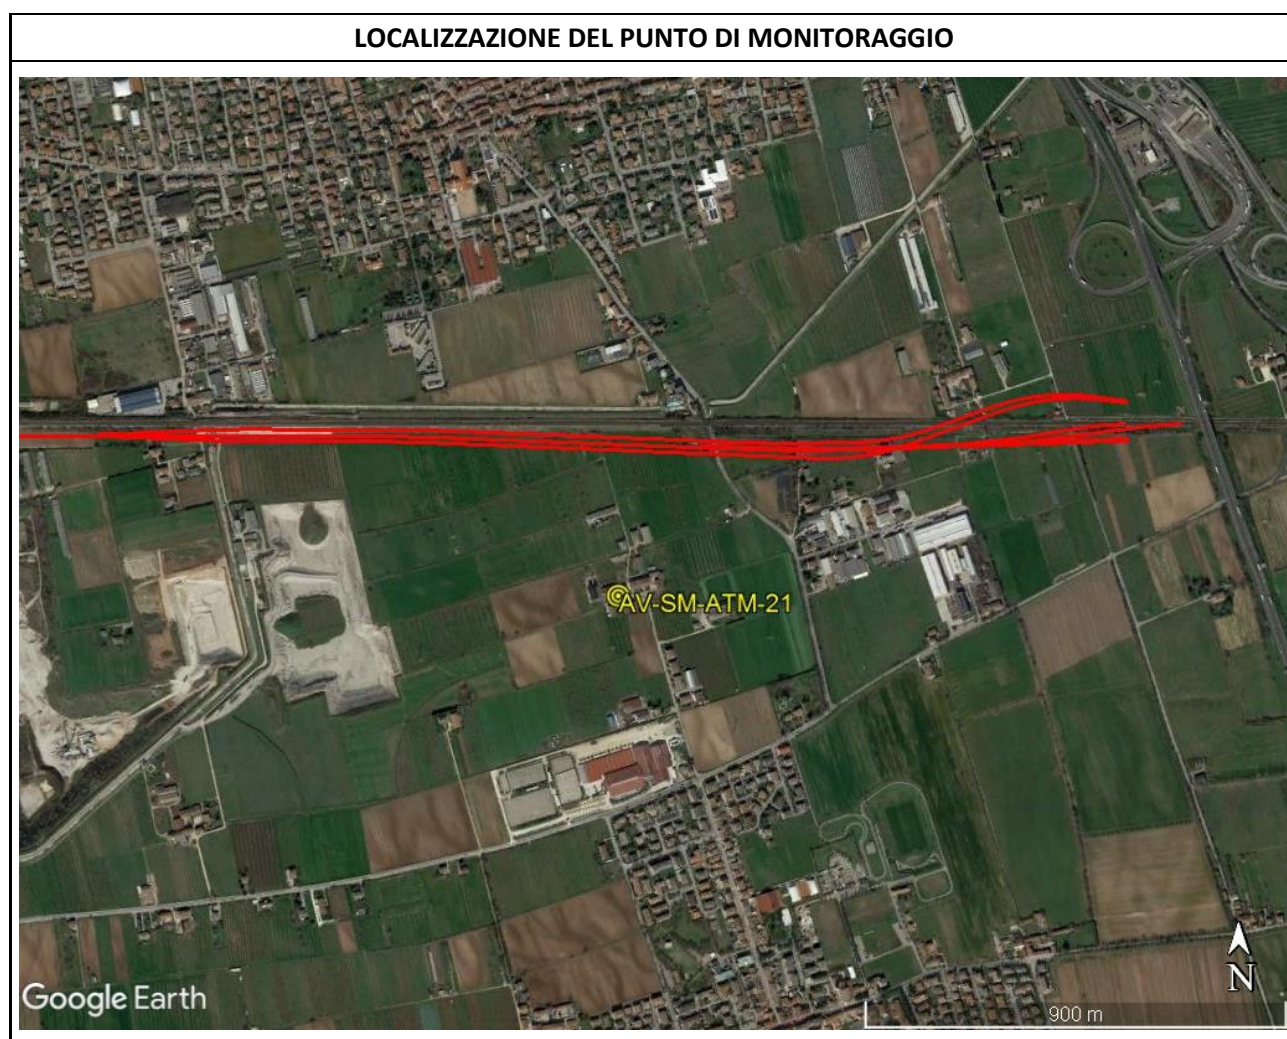 LOCALIZZAZIONE DEL PUNTO DI MONITORAGGIO
AV-SM-ATM-21
N
Google Earth
900 m